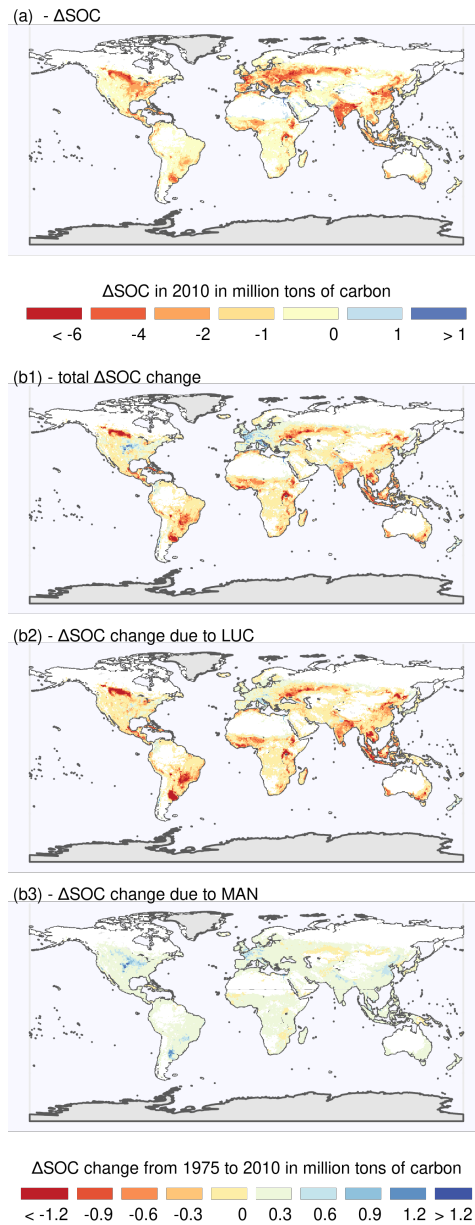 (a) - ΔSOC
ΔSOC in 2010 in million tons of carbon
< -6 -4 -2 -1 0 1 > 1
(b1) - total ΔSOC change
(b2) - ΔSOC change due to LUC
(b3) - ΔSOC change due to MAN
ΔSOC change from 1975 to 2010 in million tons of carbon
< -1.2 -0.9 -0.6 -0.3 0 0.3 0.6 0.9 1.2 > 1.2